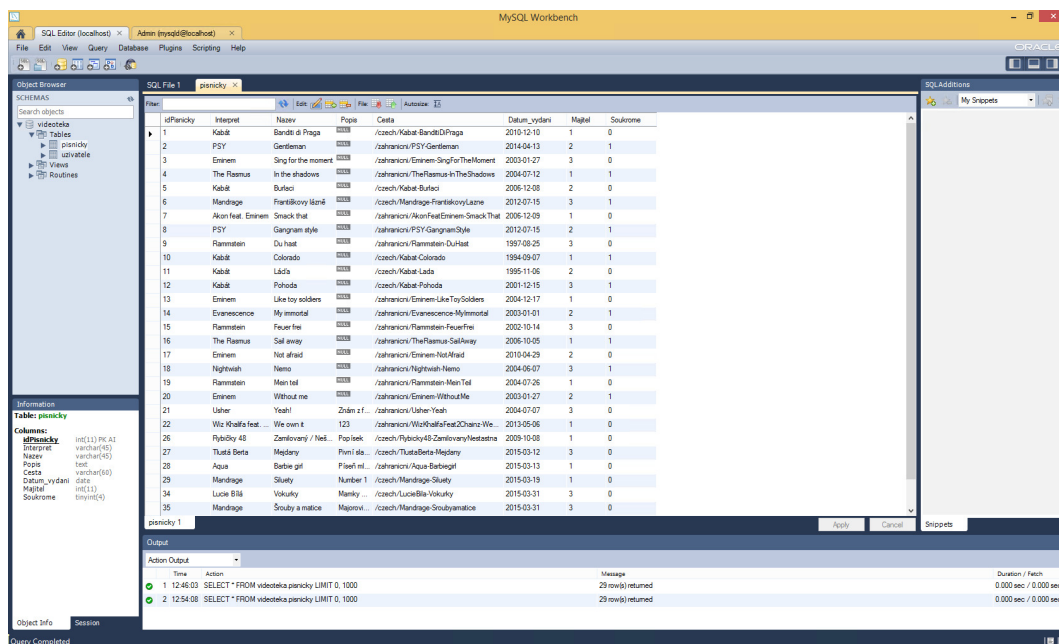 MySQL Workbench
SQL Editor (localhost) × Admin (mysqld@localhost) ×
File Edit View Query Database Plugins Scripting Help
ORACLE
Object Browser
SCHEMAS
Search objects
videoteka
Tables
pisnicky
uzivatele
Views
Routines
Information
Table: pisnicky
Columns:
idPisnicky int(11) PK AI
Interpret varchar(45)
Nazev varchar(45)
Popis text
Cesta varchar(60)
Datum_vydani date
Majitel int(11)
Soukrome tinyint(4)
Object Info Session
SQL File 1 pisnicky ×
Filter: Edit: File: Autosize:
idPisnicky Interpret Nazev Popis Cesta Datum_vydani Majitel Soukrome
1 Kabát Banditi di Praga NULL /czech/Kabat-BanditiDiPraga 2010-12-10 1 0
2 PSY Gentleman NULL /zahranicni/PSY-Gentleman 2014-04-13 2 1
3 Eminem Sing for the moment NULL /zahranicni/Eminem-SingForTheMoment 2003-01-27 3 0
4 The Rasmus In the shadows NULL /zahranicni/TheRasmus-InTheShadows 2004-07-12 1 1
5 Kabát Burlaci NULL /czech/Kabat-Burlaci 2006-12-08 2 0
6 Mandrage Františkovy lázně NULL /czech/Mandrage-FrantiskovyLazne 2012-07-15 3 1
7 Akon feat. Eminem Smack that NULL /zahranicni/AkonFeatEminem-SmackThat 2006-12-09 1 0
8 PSY Gangnam style NULL /zahranicni/PSY-GangnamStyle 2012-07-15 2 1
9 Rammstein Du hast NULL /zahranicni/Rammstein-DuHast 1997-08-25 3 0
10 Kabát Colorado NULL /czech/Kabat-Colorado 1994-09-07 1 1
11 Kabát Láďa NULL /czech/Kabat-Lada 1995-11-06 2 0
12 Kabát Pohoda NULL /czech/Kabat-Pohoda 2001-12-15 3 1
13 Eminem Like toy soldiers NULL /zahranicni/Eminem-LikeToySoldiers 2004-12-17 1 0
14 Evanescence My immortal NULL /zahranicni/Evanescence-MyImmortal 2003-01-01 2 1
15 Rammstein Feuer frei NULL /zahranicni/Rammstein-FeuerFrei 2002-10-14 3 0
16 The Rasmus Sail away NULL /zahranicni/TheRasmus-SailAway 2006-10-05 1 1
17 Eminem Not afraid NULL /zahranicni/Eminem-NotAfraid 2010-04-29 2 0
18 Nightwish Nemo NULL /zahranicni/Nightwish-Nemo 2004-06-07 3 1
19 Rammstein Mein teil NULL /zahranicni/Rammstein-MeinTeil 2004-07-26 1 0
20 Eminem Without me NULL /zahranicni/Eminem-WithoutMe 2003-01-27 2 1
21 Usher Yeah! Znám z f... /zahranicni/Usher-Yeah 2004-07-07 3 0
22 Wiz Khalifa feat. ... We own it 123 /zahranicni/WizKhalifaFeat2Chainz-We... 2013-05-06 1 0
26 Rybičky 48 Zamilovaný / Neš... Popisek /czech/Rybicky48-ZamilovanyNestastna 2009-10-08 1 0
27 Tlustá Berta Mejdany První sla... /czech/TlustaBerta-Mejdany 2015-03-12 3 0
28 Aqua Barbie girl Píseň ml... /zahranicni/Aqua-Barbiegirl 2015-03-13 1 0
29 Mandrage Siluety Number 1 /czech/Mandrage-Siluety 2015-03-19 1 0
34 Lucie Bílá Vokurky Mamky ... /czech/LucieBila-Vokurky 2015-03-31 3 0
35 Mandrage Šrouby a matice Majorovi... /czech/Mandrage-Sroubyamatice 2015-03-31 3 0
pisnicky 1 Apply Cancel
SQLAdditions
My Snippets
Snippets
Output
Action Output
Time Action Message Duration / Fetch
1 12:46:03 SELECT * FROM videoteka.pisnicky LIMIT 0, 1000 29 row(s) returned 0.000 sec / 0.000 sec
2 12:54:08 SELECT * FROM videoteka.pisnicky LIMIT 0, 1000 29 row(s) returned 0.000 sec / 0.000 sec
Query Completed